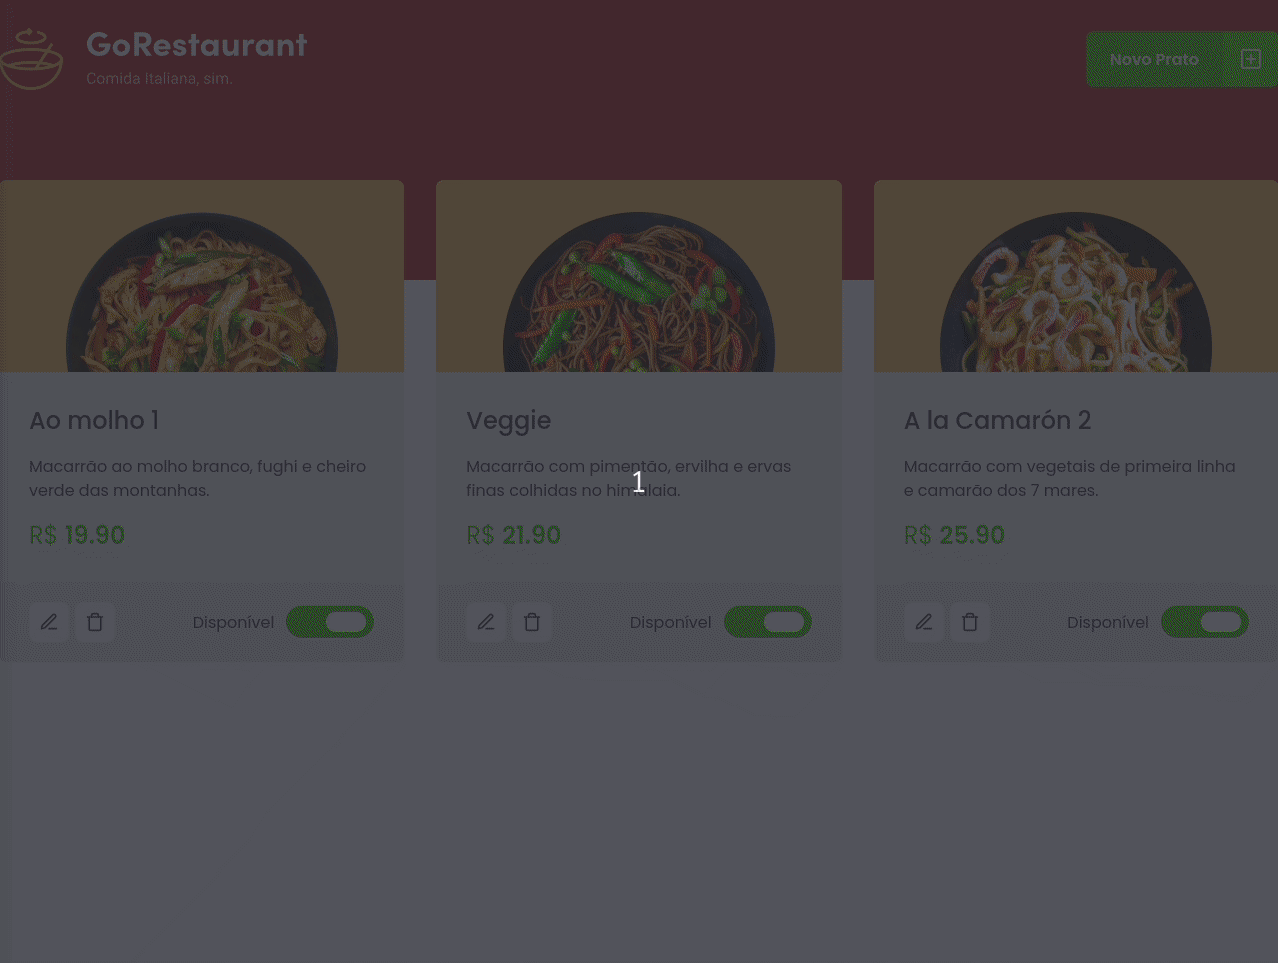 GoRestaurant
Comida Italiana, sim.
Novo Prato
Ao molho 1
Macarrão ao molho branco, fughi e cheiro
verde das montanhas.
R$ 19.90
Disponível
Veggie
Macarrão com pimentão, ervilha e ervas
finas colhidas no himalaia.
R$ 21.90
Disponível
A la Camarón 2
Macarrão com vegetais de primeira linha
e camarão dos 7 mares.
R$ 25.90
Disponível
1